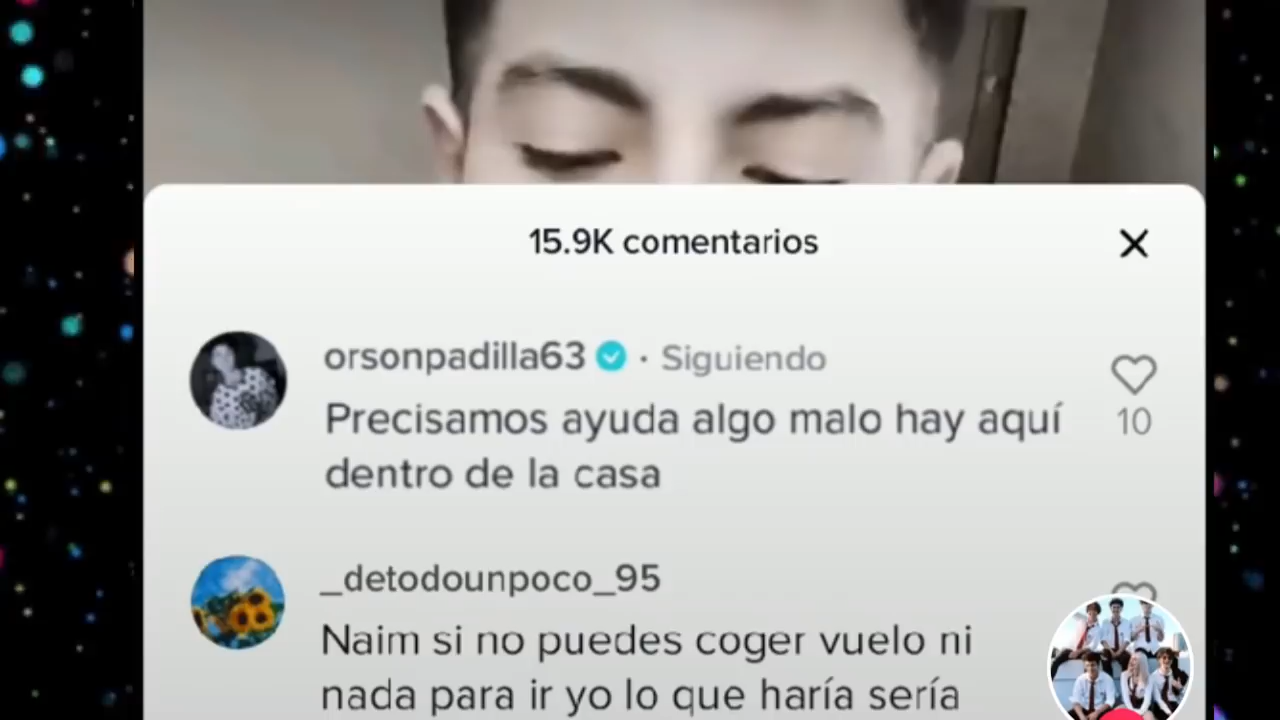 15.9K comentarios
orsonpadilla63 · Siguiendo
Precisamos ayuda algo malo hay aquí
10
dentro de la casa
_detodounpoco_95
Naim si no puedes coger vuelo ni
nada para ir yo lo que haría sería